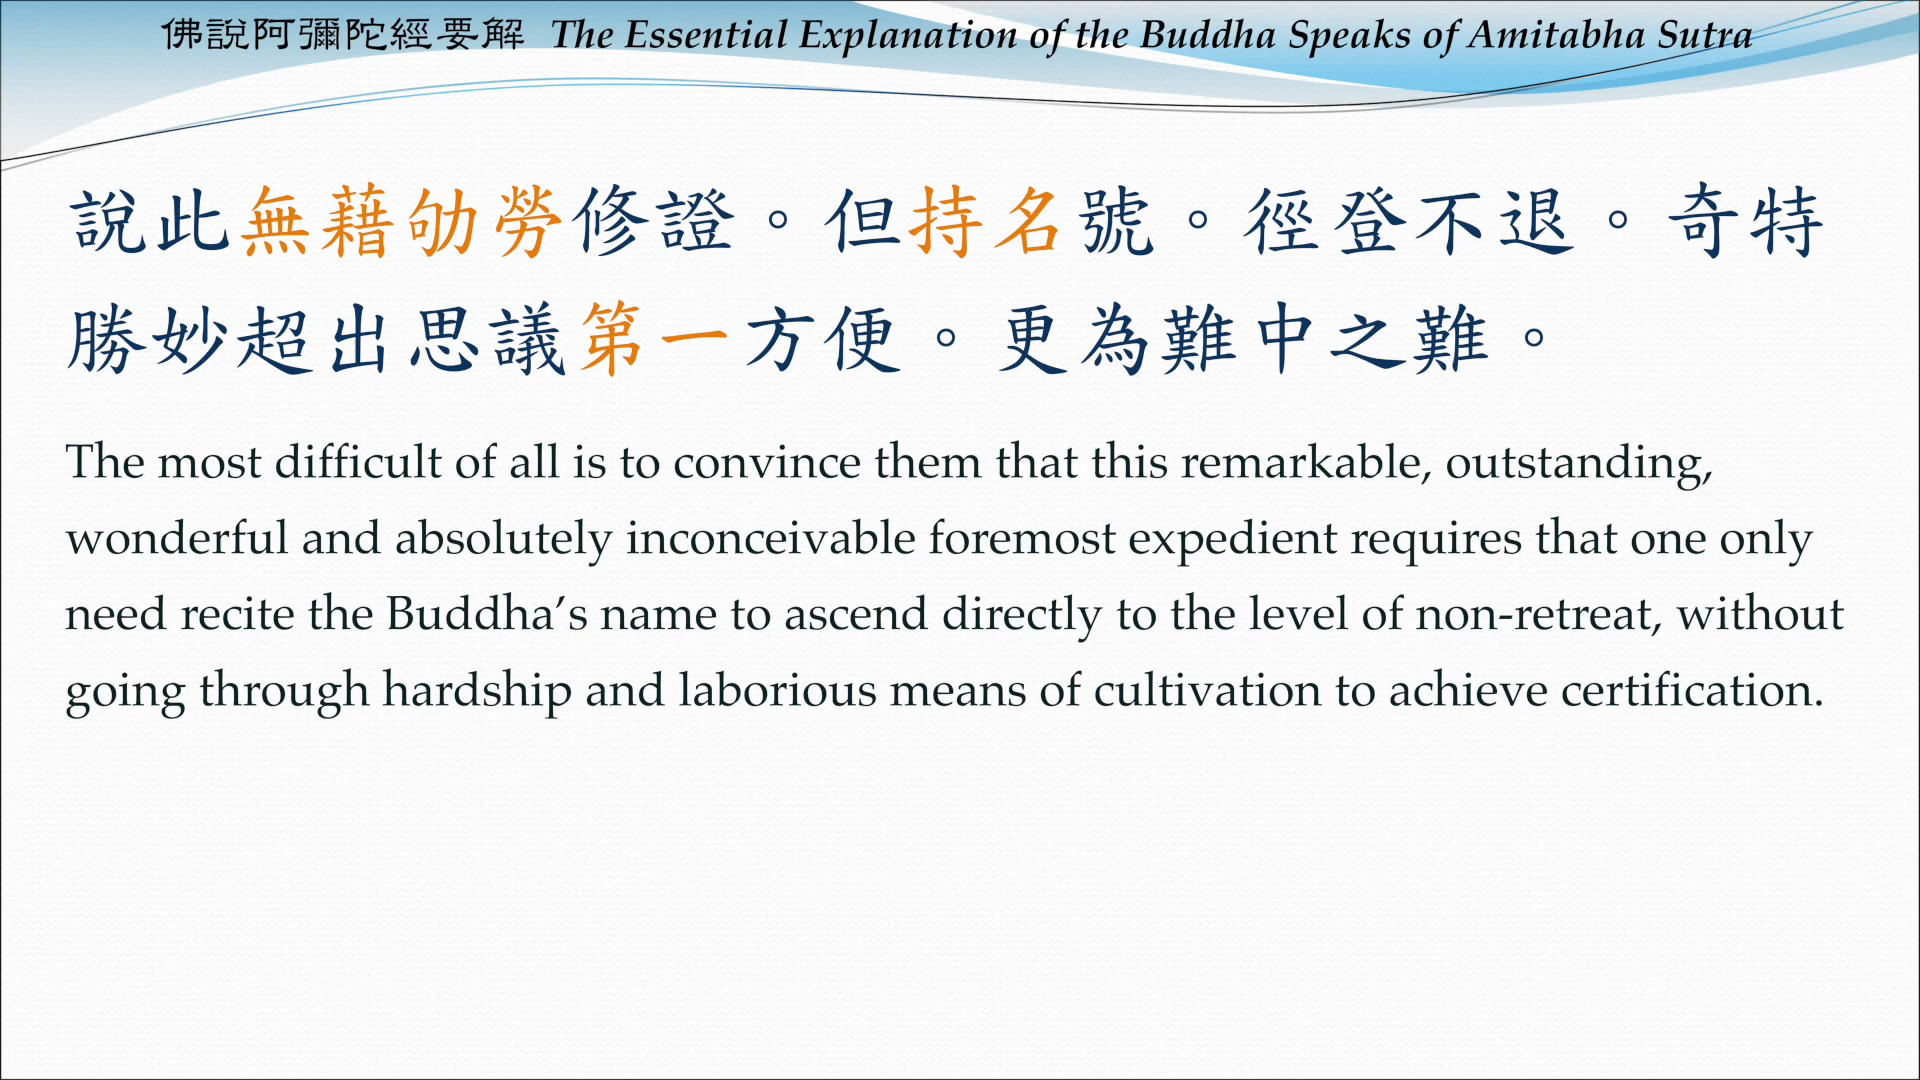 佛說阿彌陀經要解 The Essential Explanation of the Buddha Speaks of Amitabha Sutra
說此無藉劬勞修證。但持名號。徑登不退。奇特
勝妙超出思議第一方便。更為難中之難。
The most difficult of all is to convince them that this remarkable, outstanding,
wonderful and absolutely inconceivable foremost expedient requires that one only
need recite the Buddha’s name to ascend directly to the level of non-retreat, without
going through hardship and laborious means of cultivation to achieve certification.